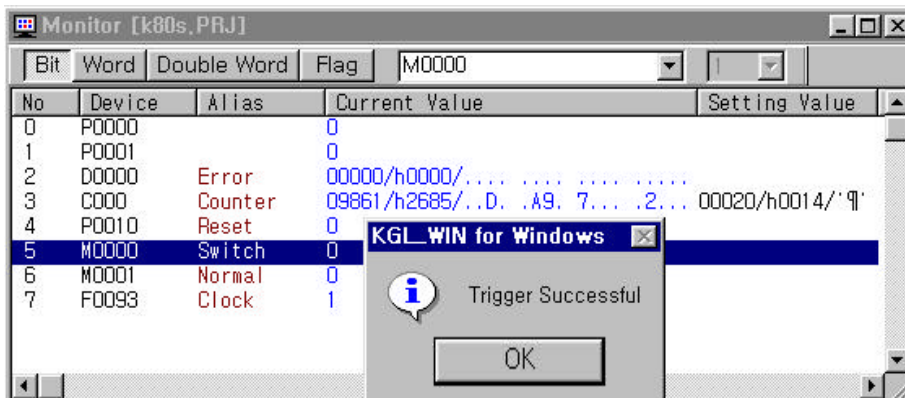 Monitor [k80s.PRJ]
Bit Word Double Word Flag M0000 1
No Device Alias Current Value Setting Value
0 P0000 0
1 P0001 0
2 D0000 Error 00000/h0000/.... .... .... .....
3 C000 Counter 09861/h2685/..D. .A9. 7... .2... 00020/h0014/'¶'
4 P0010 Reset 0
5 M0000 Switch 0
6 M0001 Normal 0
7 F0093 Clock 1
KGL_WIN for Windows
Trigger Successful
OK